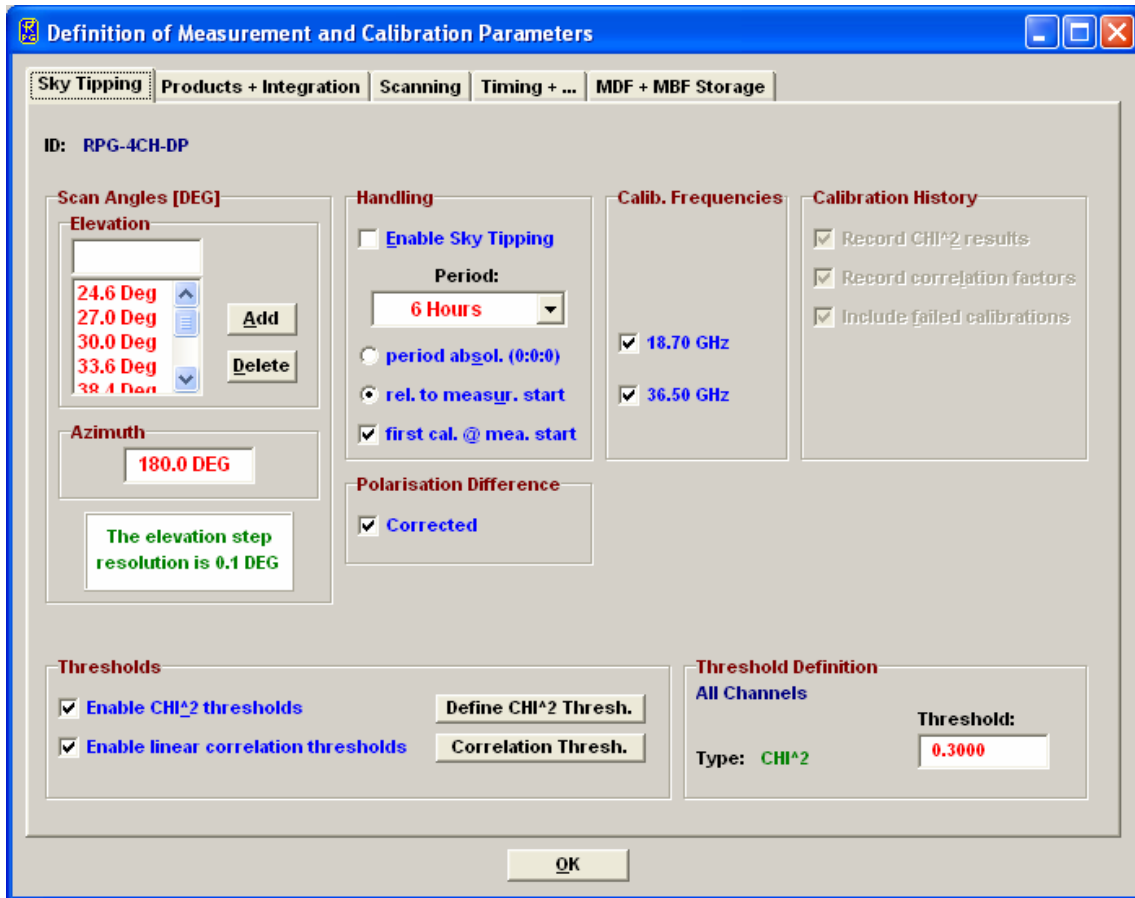 Definition of Measurement and Calibration Parameters
Sky Tipping
Products + Integration
Scanning
Timing + ...
MDF + MBF Storage
ID: RPG-4CH-DP
Scan Angles [DEG]
Elevation
24.6 Deg
27.0 Deg
30.0 Deg
33.6 Deg
38.4 Deg
Add
Delete
Azimuth
180.0 DEG
The elevation step
resolution is 0.1 DEG
Handling
Enable Sky Tipping
Period:
6 Hours
period absol. (0:0:0)
rel. to measur. start
first cal. @ mea. start
Polarisation Difference
Corrected
Calib. Frequencies
18.70 GHz
36.50 GHz
Calibration History
Record CHI^2 results
Record correlation factors
Include failed calibrations
Thresholds
Enable CHI^2 thresholds
Define CHI^2 Thresh.
Enable linear correlation thresholds
Correlation Thresh.
Threshold Definition
All Channels
Threshold:
Type: CHI^2
0.3000
OK